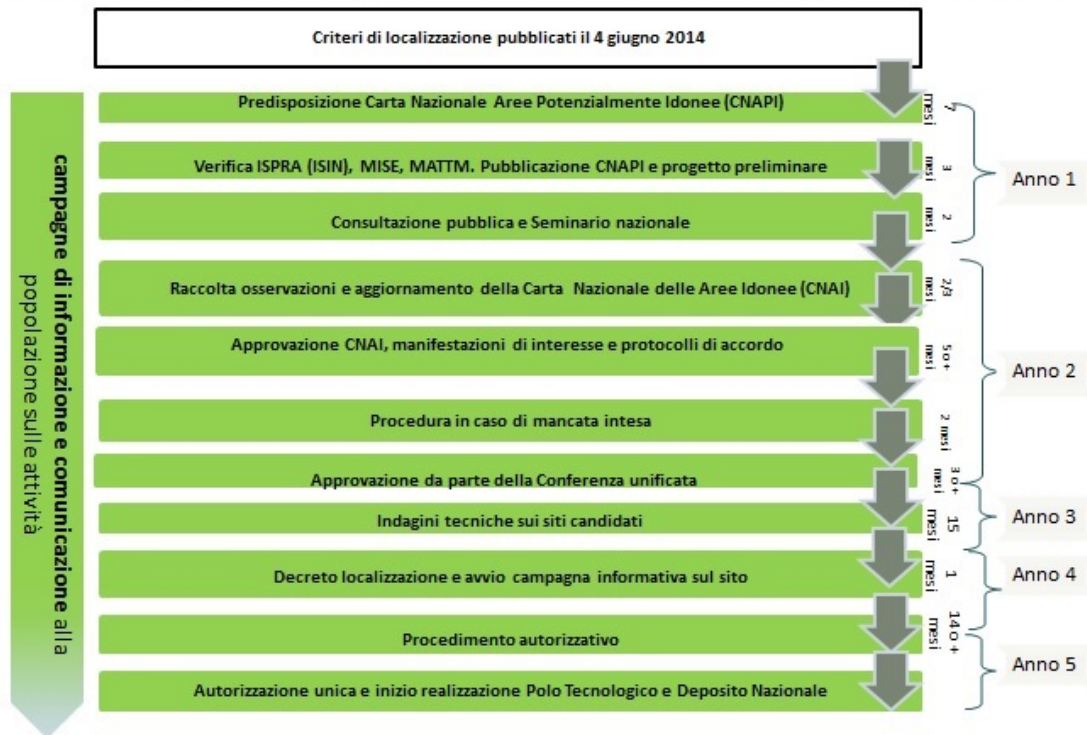 Criteri di localizzazione pubblicati il 4 giugno 2014
campagne di informazione e comunicazione alla
popolazione sulle attività
Predisposizione Carta Nazionale Aree Potenzialmente Idonee (CNAPI)
7
mesi
Verifica ISPRA (ISIN), MISE, MATTM. Pubblicazione CNAPI e progetto preliminare
3
mesi
Anno 1
Consultazione pubblica e Seminario nazionale
2
mesi
Raccolta osservazioni e aggiornamento della Carta Nazionale delle Aree Idonee (CNAI)
2/3
mesi
Approvazione CNAI, manifestazioni di interesse e protocolli di accordo
5 o +
mesi
Anno 2
Procedura in caso di mancata intesa
2 mesi
Approvazione da parte della Conferenza unificata
3 o +
mesi
Indagini tecniche sui siti candidati
15
mesi
Anno 3
Decreto localizzazione e avvio campagna informativa sul sito
1
mesi
Anno 4
Procedimento autorizzativo
14 o +
mesi
Anno 5
Autorizzazione unica e inizio realizzazione Polo Tecnologico e Deposito Nazionale